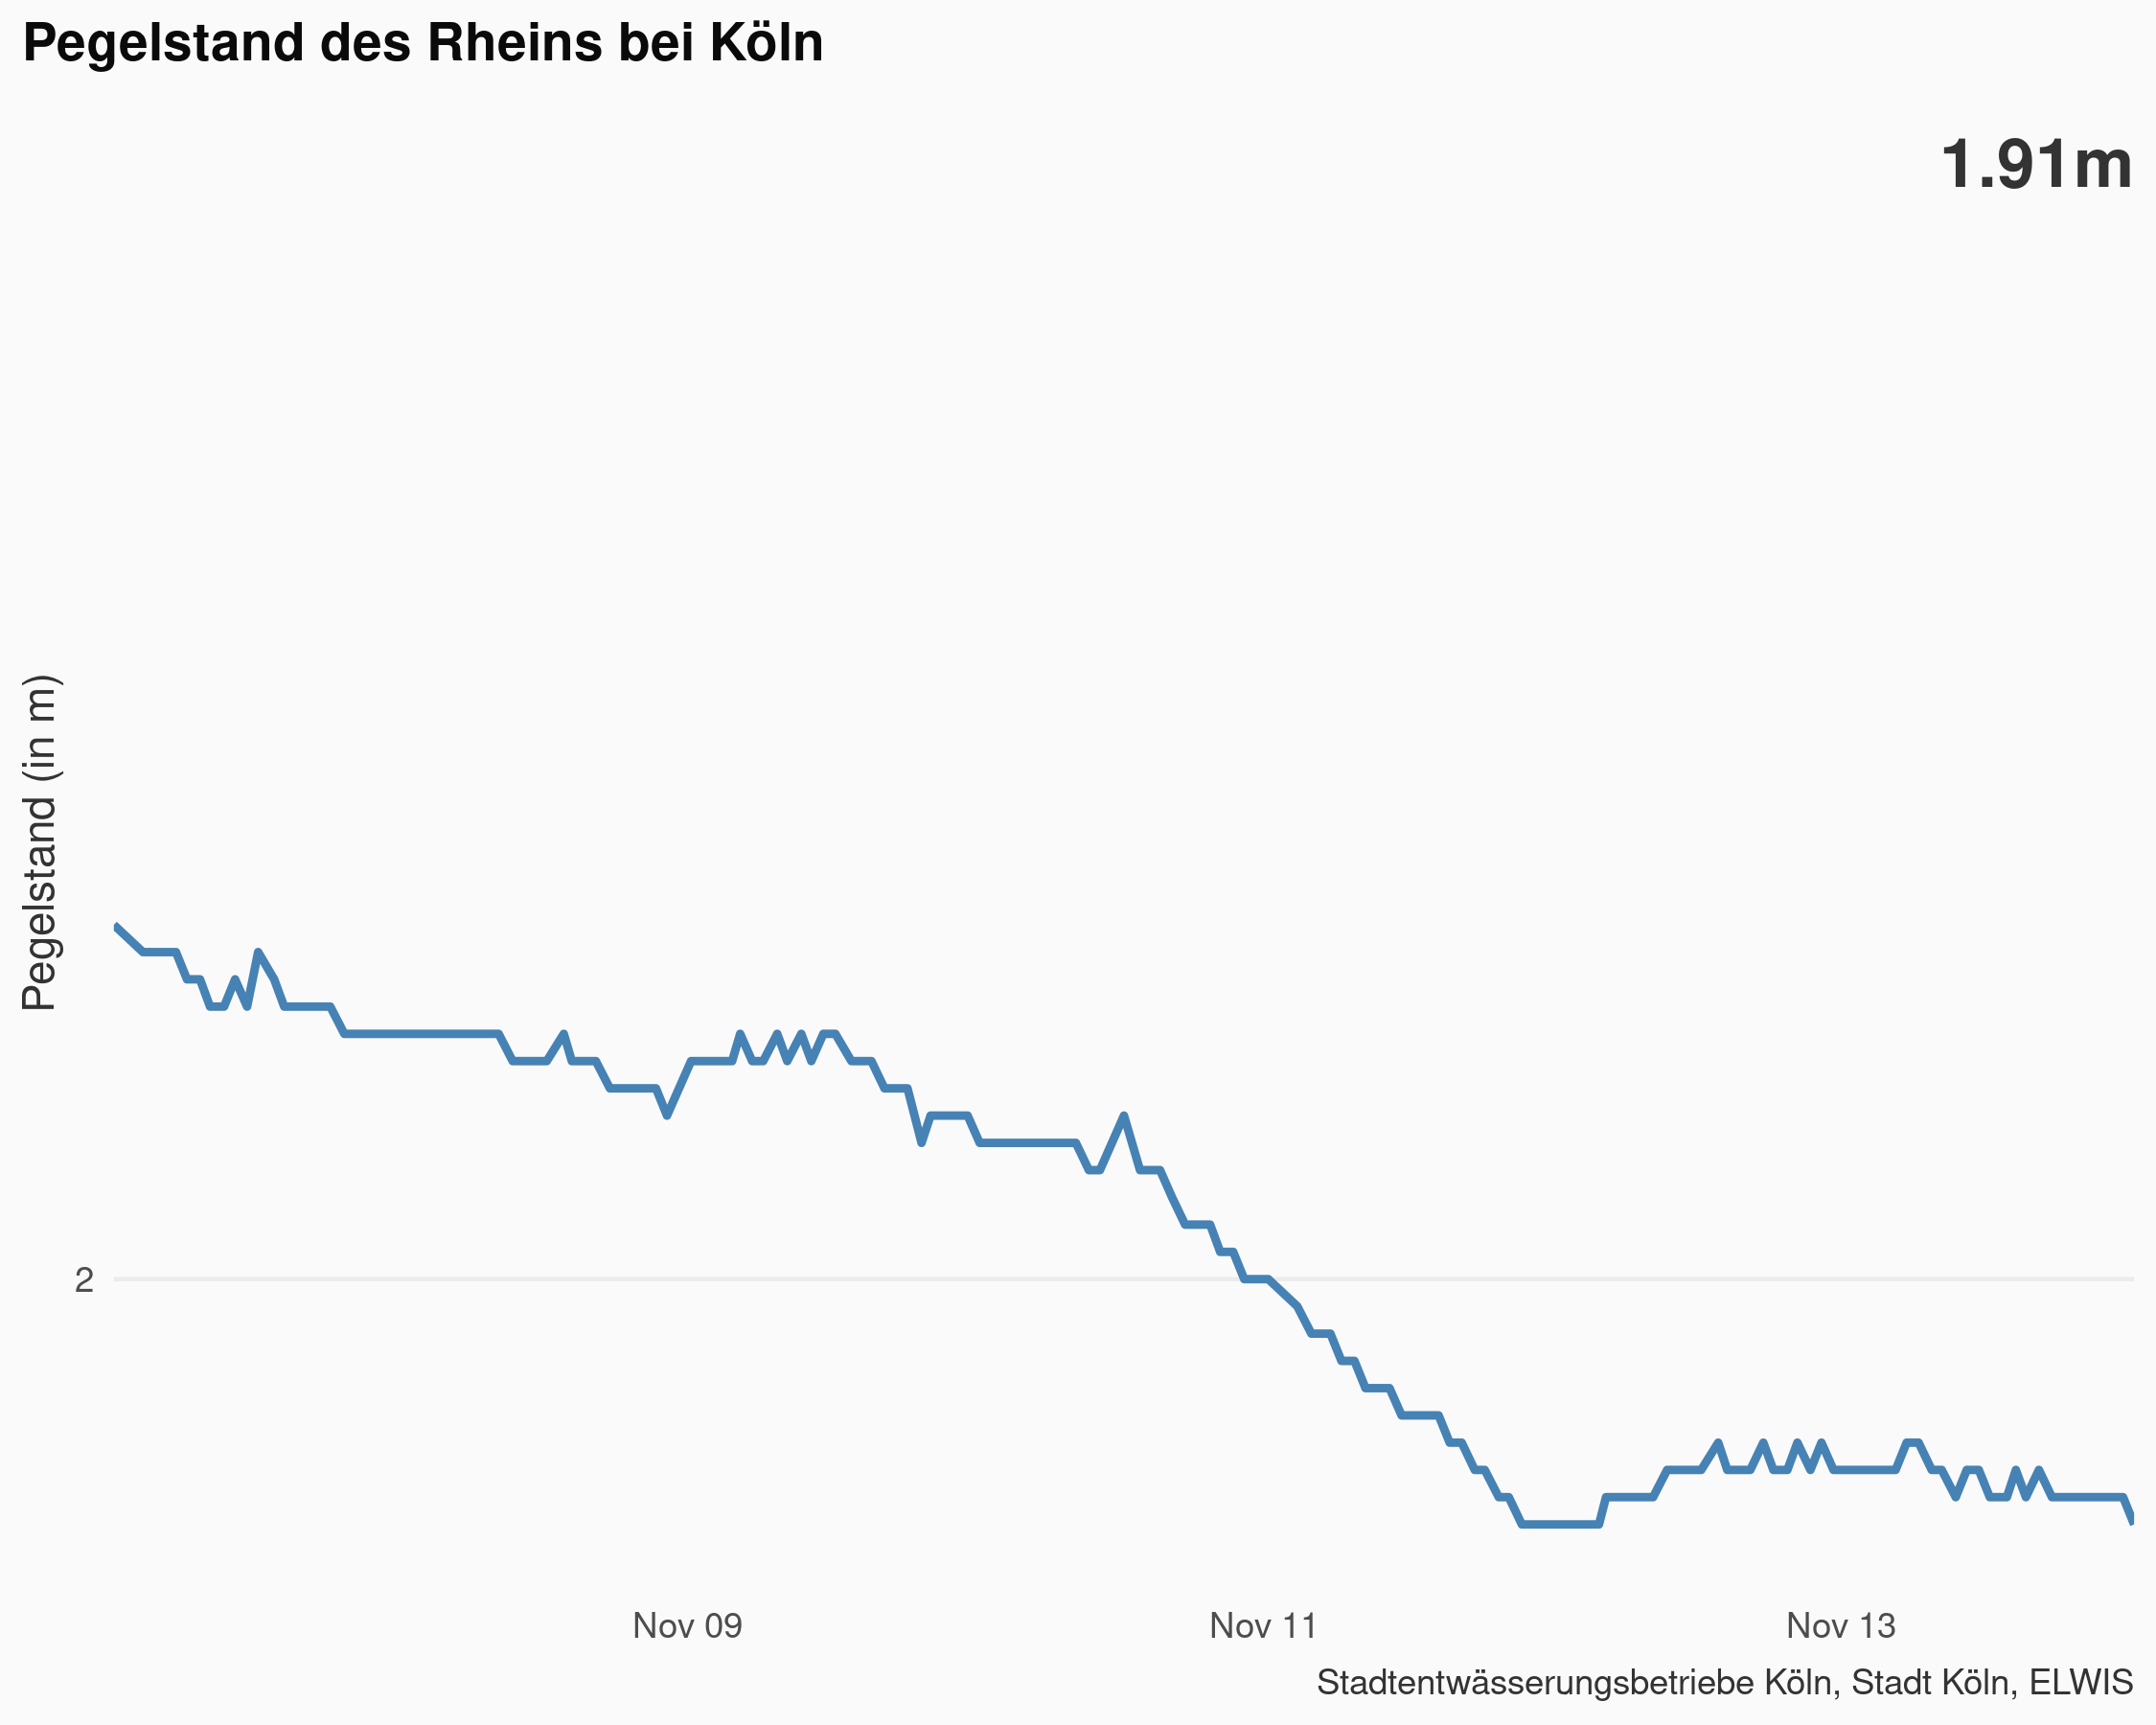 Pegelstand des Rheins bei Köln
1.91m
Pegelstand (in m)
2
Nov 09
Nov 11
Nov 13
Stadtentwässerungsbetriebe Köln, Stadt Köln, ELWIS